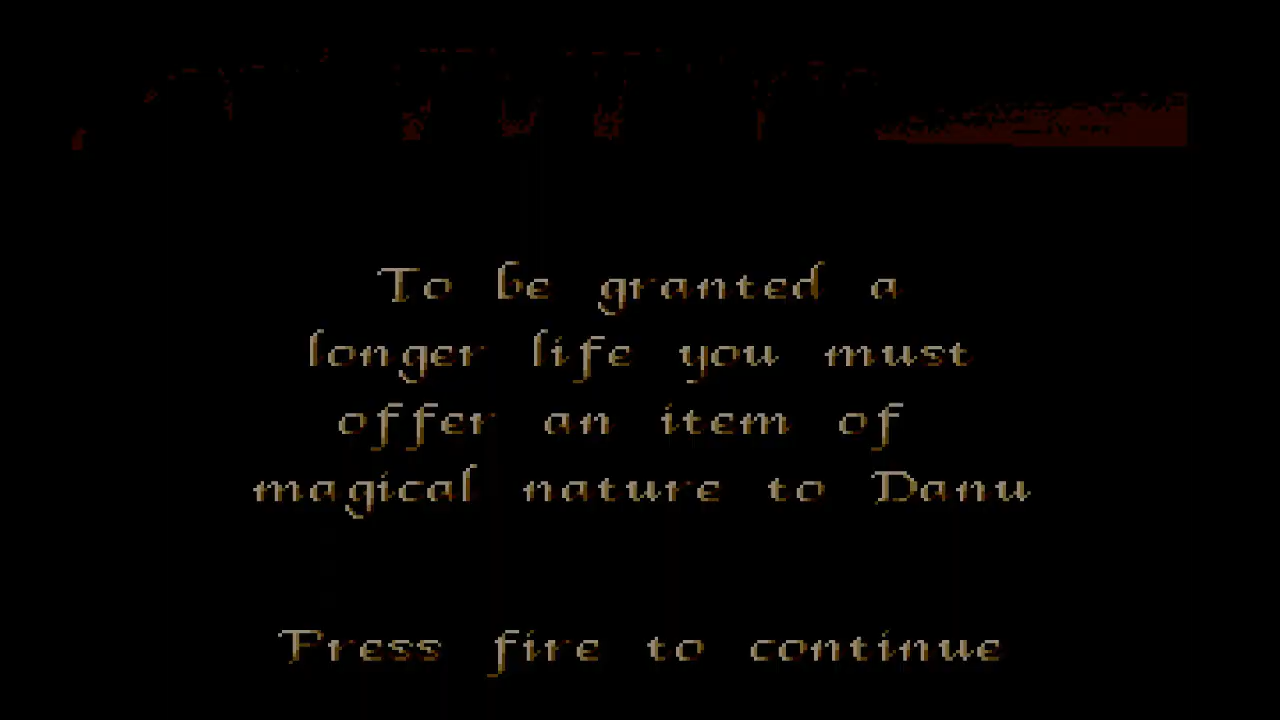 To be granted a
longer life you must
offer an item of
magical nature to Danu
Press fire to continue